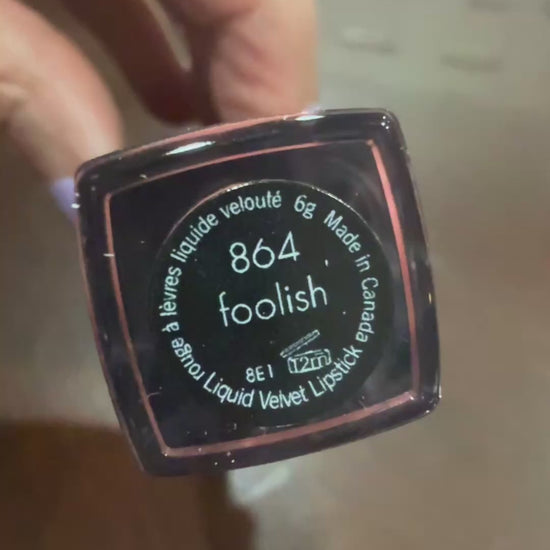 rouge à lèvres liquide velouté 6g Made in Canada
864
foolish
8E1
12m
Liquid Velvet Lipstick